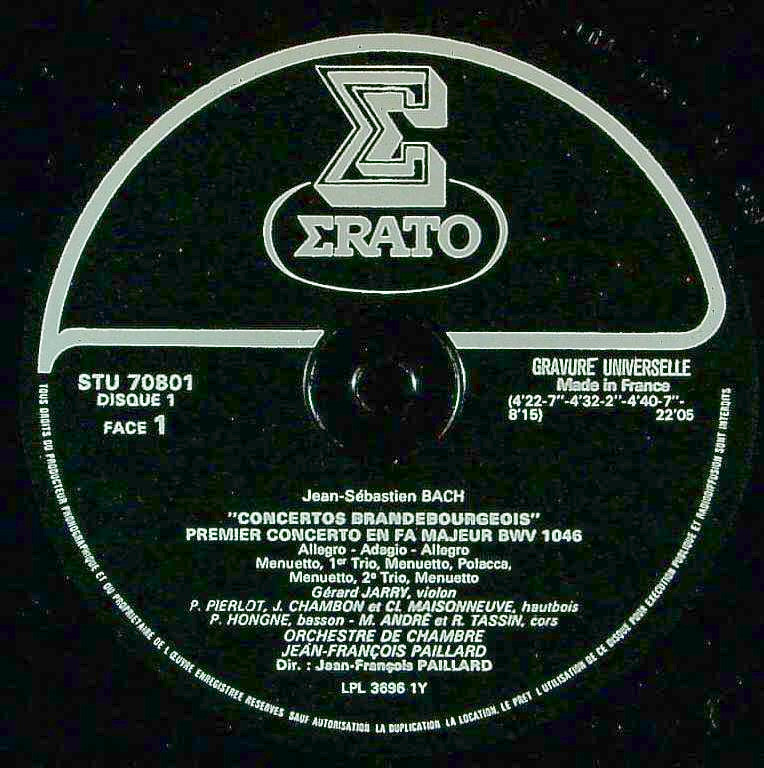 ΣRATO
STU 70801
DISQUE 1
FACE 1
GRAVURE UNIVERSELLE
Made in France
(4'22-7"-4'32-2"-4'40-7"-
8'15) 22'05
Jean-Sébastien BACH
"CONCERTOS BRANDEBOURGEOIS"
PREMIER CONCERTO EN FA MAJEUR BWV 1046
Allegro - Adagio - Allegro
Menuetto, 1er Trio, Menuetto, Polacca,
Menuetto, 2º Trio, Menuetto
Gérard JARRY, violon
P. PIERLOT, J. CHAMBON et CL. MAISONNEUVE, hautbois
P. HONGNE, basson - M. ANDRÉ et R. TASSIN, cors
ORCHESTRE DE CHAMBRE
JEAN-FRANÇOIS PAILLARD
Dir. : Jean-François PAILLARD
LPL 3696 1Y
TOUS DROITS DU PRODUCTEUR PHONOGRAPHIQUE ET DU PROPRIETAIRE DE L'ŒUVRE ENREGISTREE RESERVES SAUF AUTORISATION LA DUPLICATION LA LOCATION, LE PRET L'UTILISATION DE CE DISQUE POUR EXECUTION PUBLIQUE ET RADIODIFFUSION SONT INTERDITS